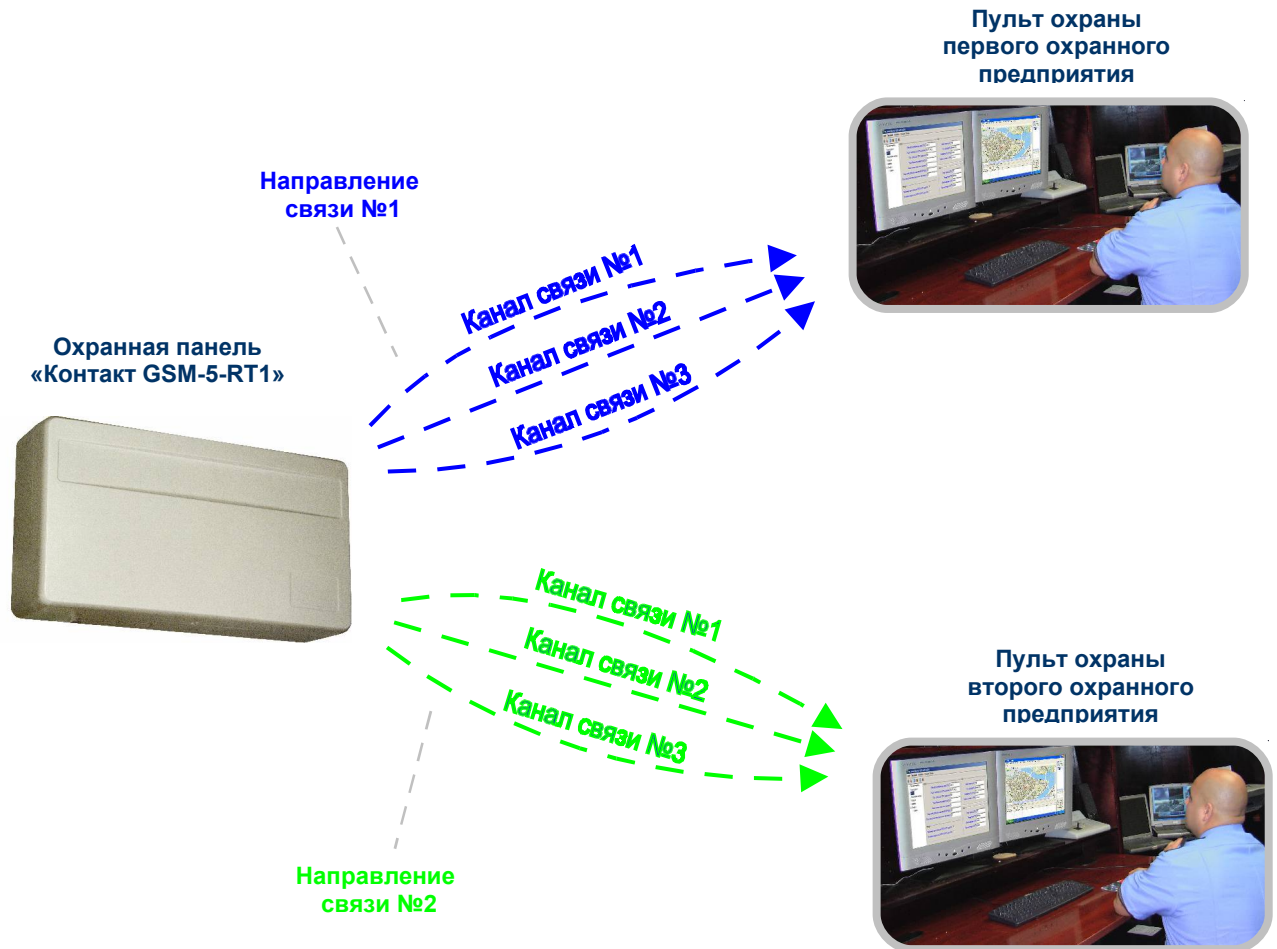 Пульт охраны
первого охранного
предприятия
Направление
связи №1
Канал связи №1
Канал связи №2
Канал связи №3
Охранная панель
«Контакт GSM-5-RT1»
Канал связи №1
Канал связи №2
Канал связи №3
Пульт охраны
второго охранного
предприятия
Направление
связи №2